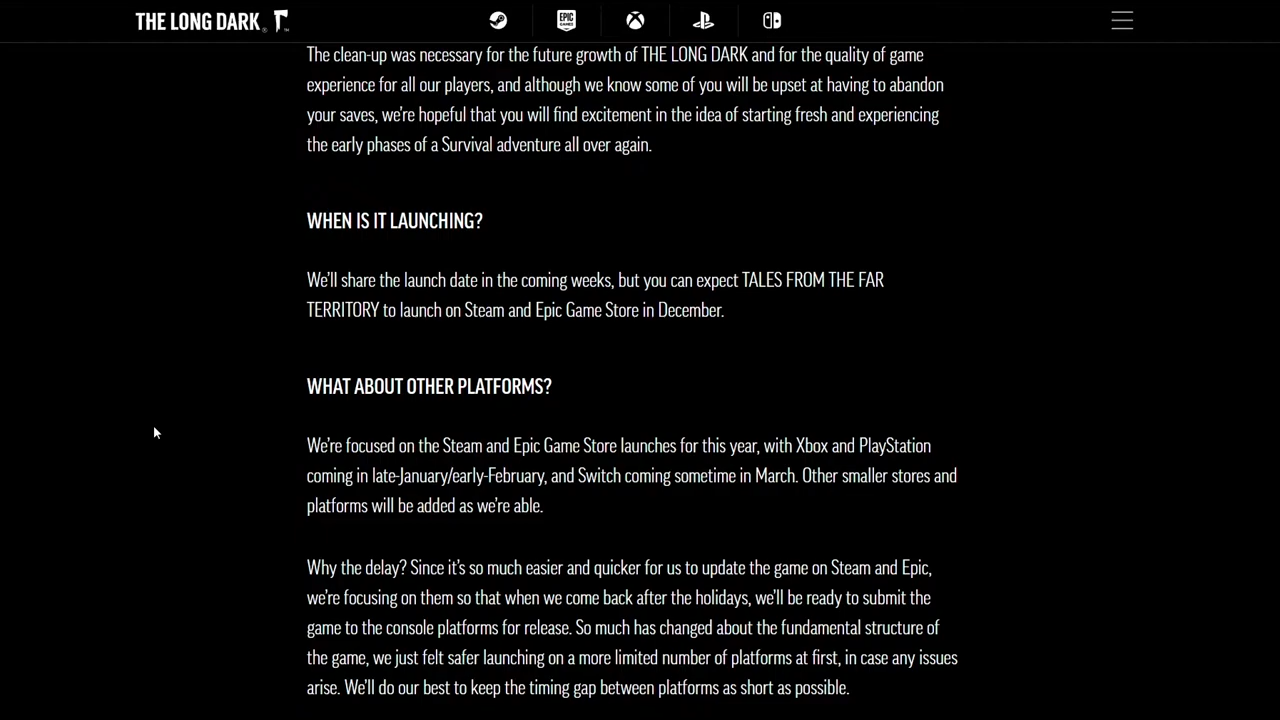 THE LONG DARK
EPIC GAMES
The clean-up was necessary for the future growth of THE LONG DARK and for the quality of game
experience for all our players, and although we know some of you will be upset at having to abandon
your saves, we're hopeful that you will find excitement in the idea of starting fresh and experiencing
the early phases of a Survival adventure all over again.
WHEN IS IT LAUNCHING?
We'll share the launch date in the coming weeks, but you can expect TALES FROM THE FAR
TERRITORY to launch on Steam and Epic Game Store in December.
WHAT ABOUT OTHER PLATFORMS?
We're focused on the Steam and Epic Game Store launches for this year, with Xbox and PlayStation
coming in late-January/early-February, and Switch coming sometime in March. Other smaller stores and
platforms will be added as we're able.
Why the delay? Since it's so much easier and quicker for us to update the game on Steam and Epic,
we're focusing on them so that when we come back after the holidays, we'll be ready to submit the
game to the console platforms for release. So much has changed about the fundamental structure of
the game, we just felt safer launching on a more limited number of platforms at first, in case any issues
arise. We'll do our best to keep the timing gap between platforms as short as possible.